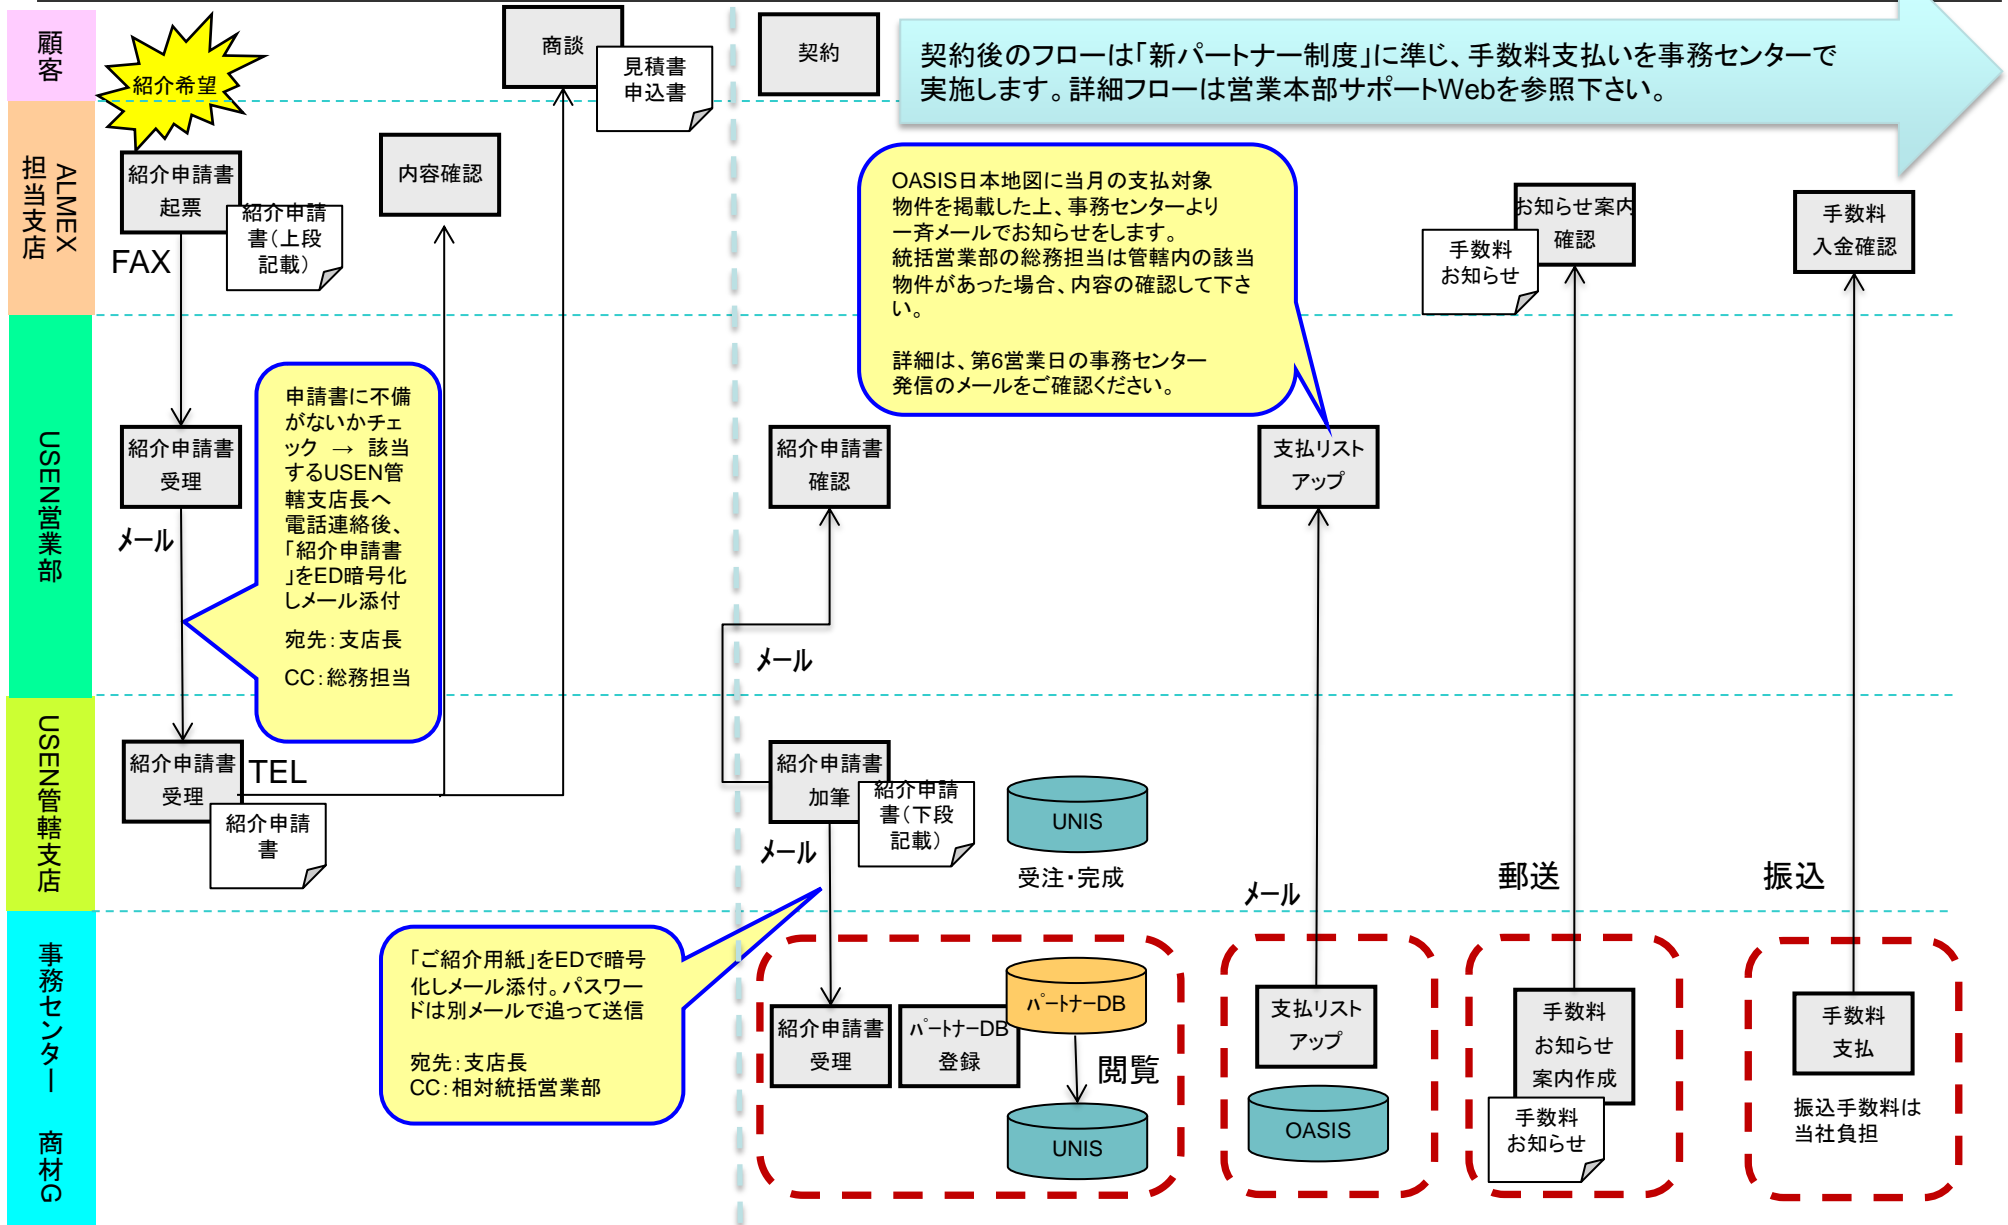 顧客
紹介希望
商談
見積書
申込書
契約
契約後のフローは「新パートナー制度」に準じ、手数料支払いを事務センターで
実施します。詳細フローは営業本部サポートWebを参照下さい。
ALMEX
担当支店
紹介申請書
起票
紹介申請
書（上段
記載）
FAX
内容確認
OASIS日本地図に当月の支払対象
物件を掲載した上、事務センターより
一斉メールでお知らせをします。
統括営業部の総務担当は管轄内の該当
物件があった場合、内容の確認して下さ
い。
詳細は、第6営業日の事務センター
発信のメールをご確認ください。
お知らせ案内
確認
手数料
お知らせ
手数料
入金確認
USEN営業部
紹介申請書
受理
メール
申請書に不備
がないかチェ
ック → 該当
するUSEN管
轄支店長へ
電話連絡後、
「紹介申請書
」をED暗号化
しメール添付
宛先：支店長
CC：総務担当
紹介申請書
確認
メール
支払リスト
アップ
USEN管轄支店
紹介申請書
受理
TEL
紹介申請
書
紹介申請書
加筆
紹介申請
書（下段
記載）
メール
UNIS
受注・完成
メール
郵送
振込
事務センター 商材G
「ご紹介用紙」をEDで暗号
化しメール添付。パスワー
ドは別メールで追って送信
宛先：支店長
CC：相対統括営業部
紹介申請書
受理
ﾊﾟｰﾄﾅｰDB
登録
ﾊﾟｰﾄﾅｰDB
閲覧
UNIS
支払リスト
アップ
OASIS
手数料
お知らせ
案内作成
手数料
お知らせ
手数料
支払
振込手数料は
当社負担